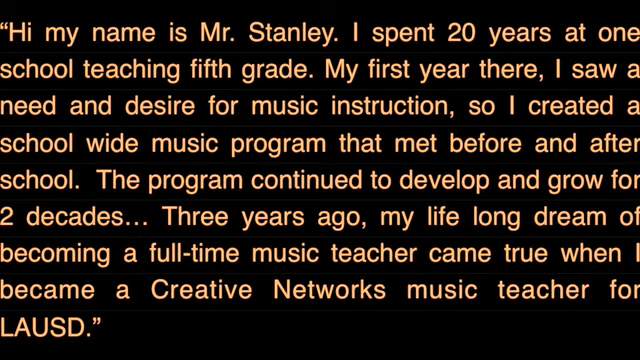 “Hi my name is Mr. Stanley. I spent 20 years at one
school teaching fifth grade. My first year there, I saw a
need and desire for music instruction, so I created a
school wide music program that met before and after
school.  The program continued to develop and grow for
2 decades... Three years ago, my life long dream of
becoming a full-time music teacher came true when I
became a Creative Networks music teacher for
LAUSD.”